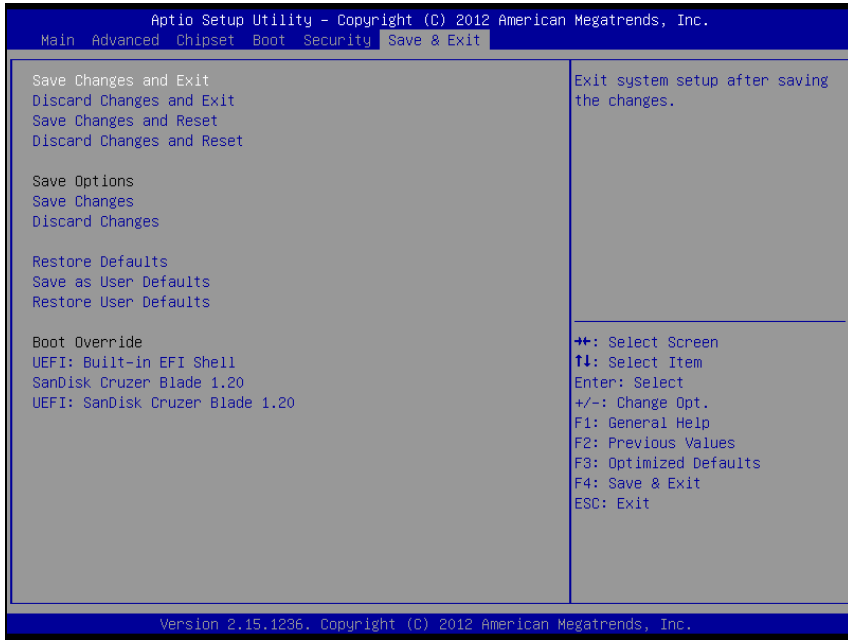 Aptio Setup Utility – Copyright (C) 2012 American Megatrends, Inc.
Main Advanced Chipset Boot Security Save & Exit
Save Changes and Exit
Discard Changes and Exit
Save Changes and Reset
Discard Changes and Reset
Save Options
Save Changes
Discard Changes
Restore Defaults
Save as User Defaults
Restore User Defaults
Boot Override
UEFI: Built-in EFI Shell
SanDisk Cruzer Blade 1.20
UEFI: SanDisk Cruzer Blade 1.20
Exit system setup after saving
the changes.
→←: Select Screen
↑↓: Select Item
Enter: Select
+/-: Change Opt.
F1: General Help
F2: Previous Values
F3: Optimized Defaults
F4: Save & Exit
ESC: Exit
Version 2.15.1236. Copyright (C) 2012 American Megatrends, Inc.